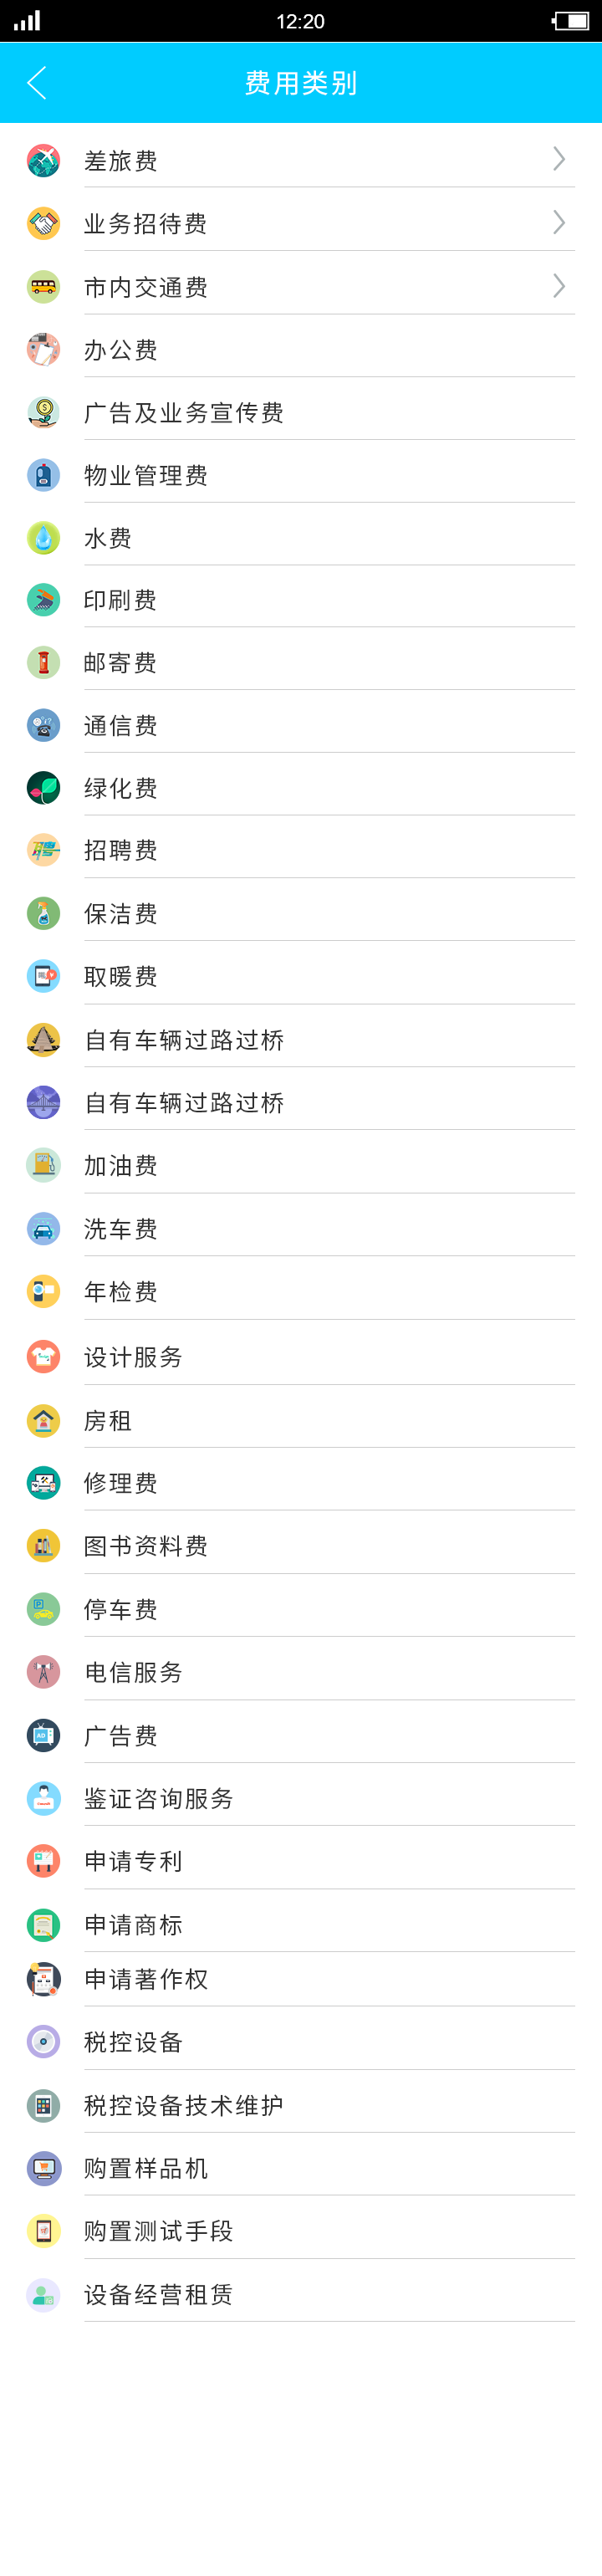 12:20
费用类别
差旅费
业务招待费
市内交通费
办公费
广告及业务宣传费
物业管理费
水费
印刷费
邮寄费
通信费
绿化费
招聘费
保洁费
取暖费
自有车辆过路过桥
自有车辆过路过桥
加油费
洗车费
年检费
设计服务
房租
修理费
图书资料费
停车费
电信服务
广告费
鉴证咨询服务
申请专利
申请商标
申请著作权
税控设备
税控设备技术维护
购置样品机
购置测试手段
设备经营租赁